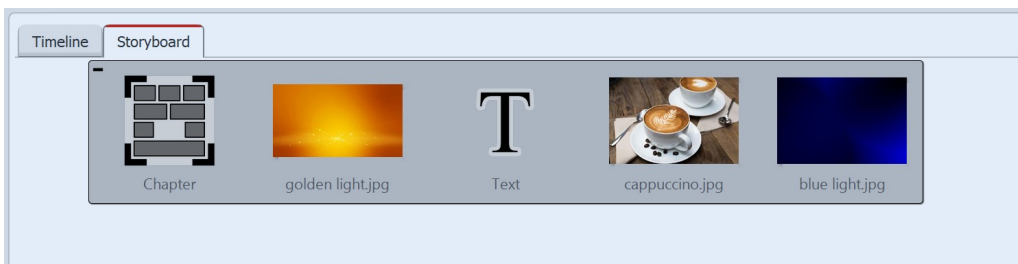 Timeline Storyboard
T
Chapter golden light.jpg Text cappuccino.jpg blue light.jpg